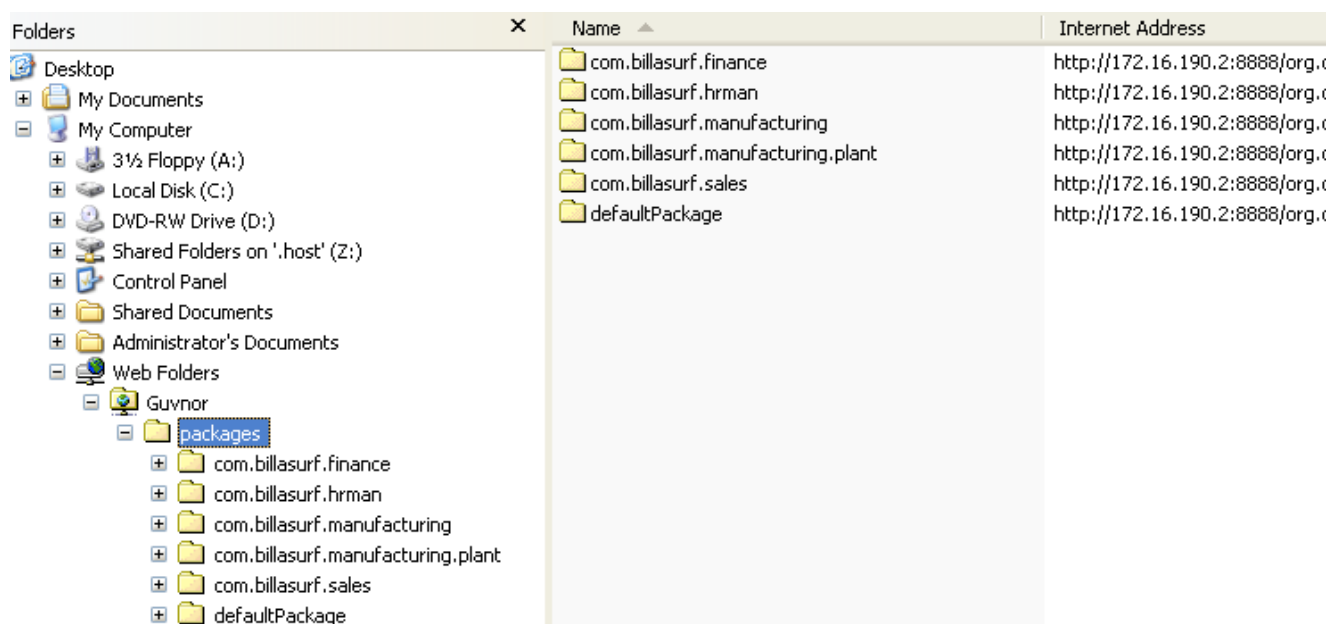 Folders
Desktop
My Documents
My Computer
3½ Floppy (A:)
Local Disk (C:)
DVD-RW Drive (D:)
Shared Folders on '.host' (Z:)
Control Panel
Shared Documents
Administrator's Documents
Web Folders
Guvnor
packages
com.billasurf.finance
com.billasurf.hrman
com.billasurf.manufacturing
com.billasurf.manufacturing.plant
com.billasurf.sales
defaultPackage
Name Internet Address
com.billasurf.finance http://172.16.190.2:8888/org.
com.billasurf.hrman http://172.16.190.2:8888/org.
com.billasurf.manufacturing http://172.16.190.2:8888/org.
com.billasurf.manufacturing.plant http://172.16.190.2:8888/org.
com.billasurf.sales http://172.16.190.2:8888/org.
defaultPackage http://172.16.190.2:8888/org.